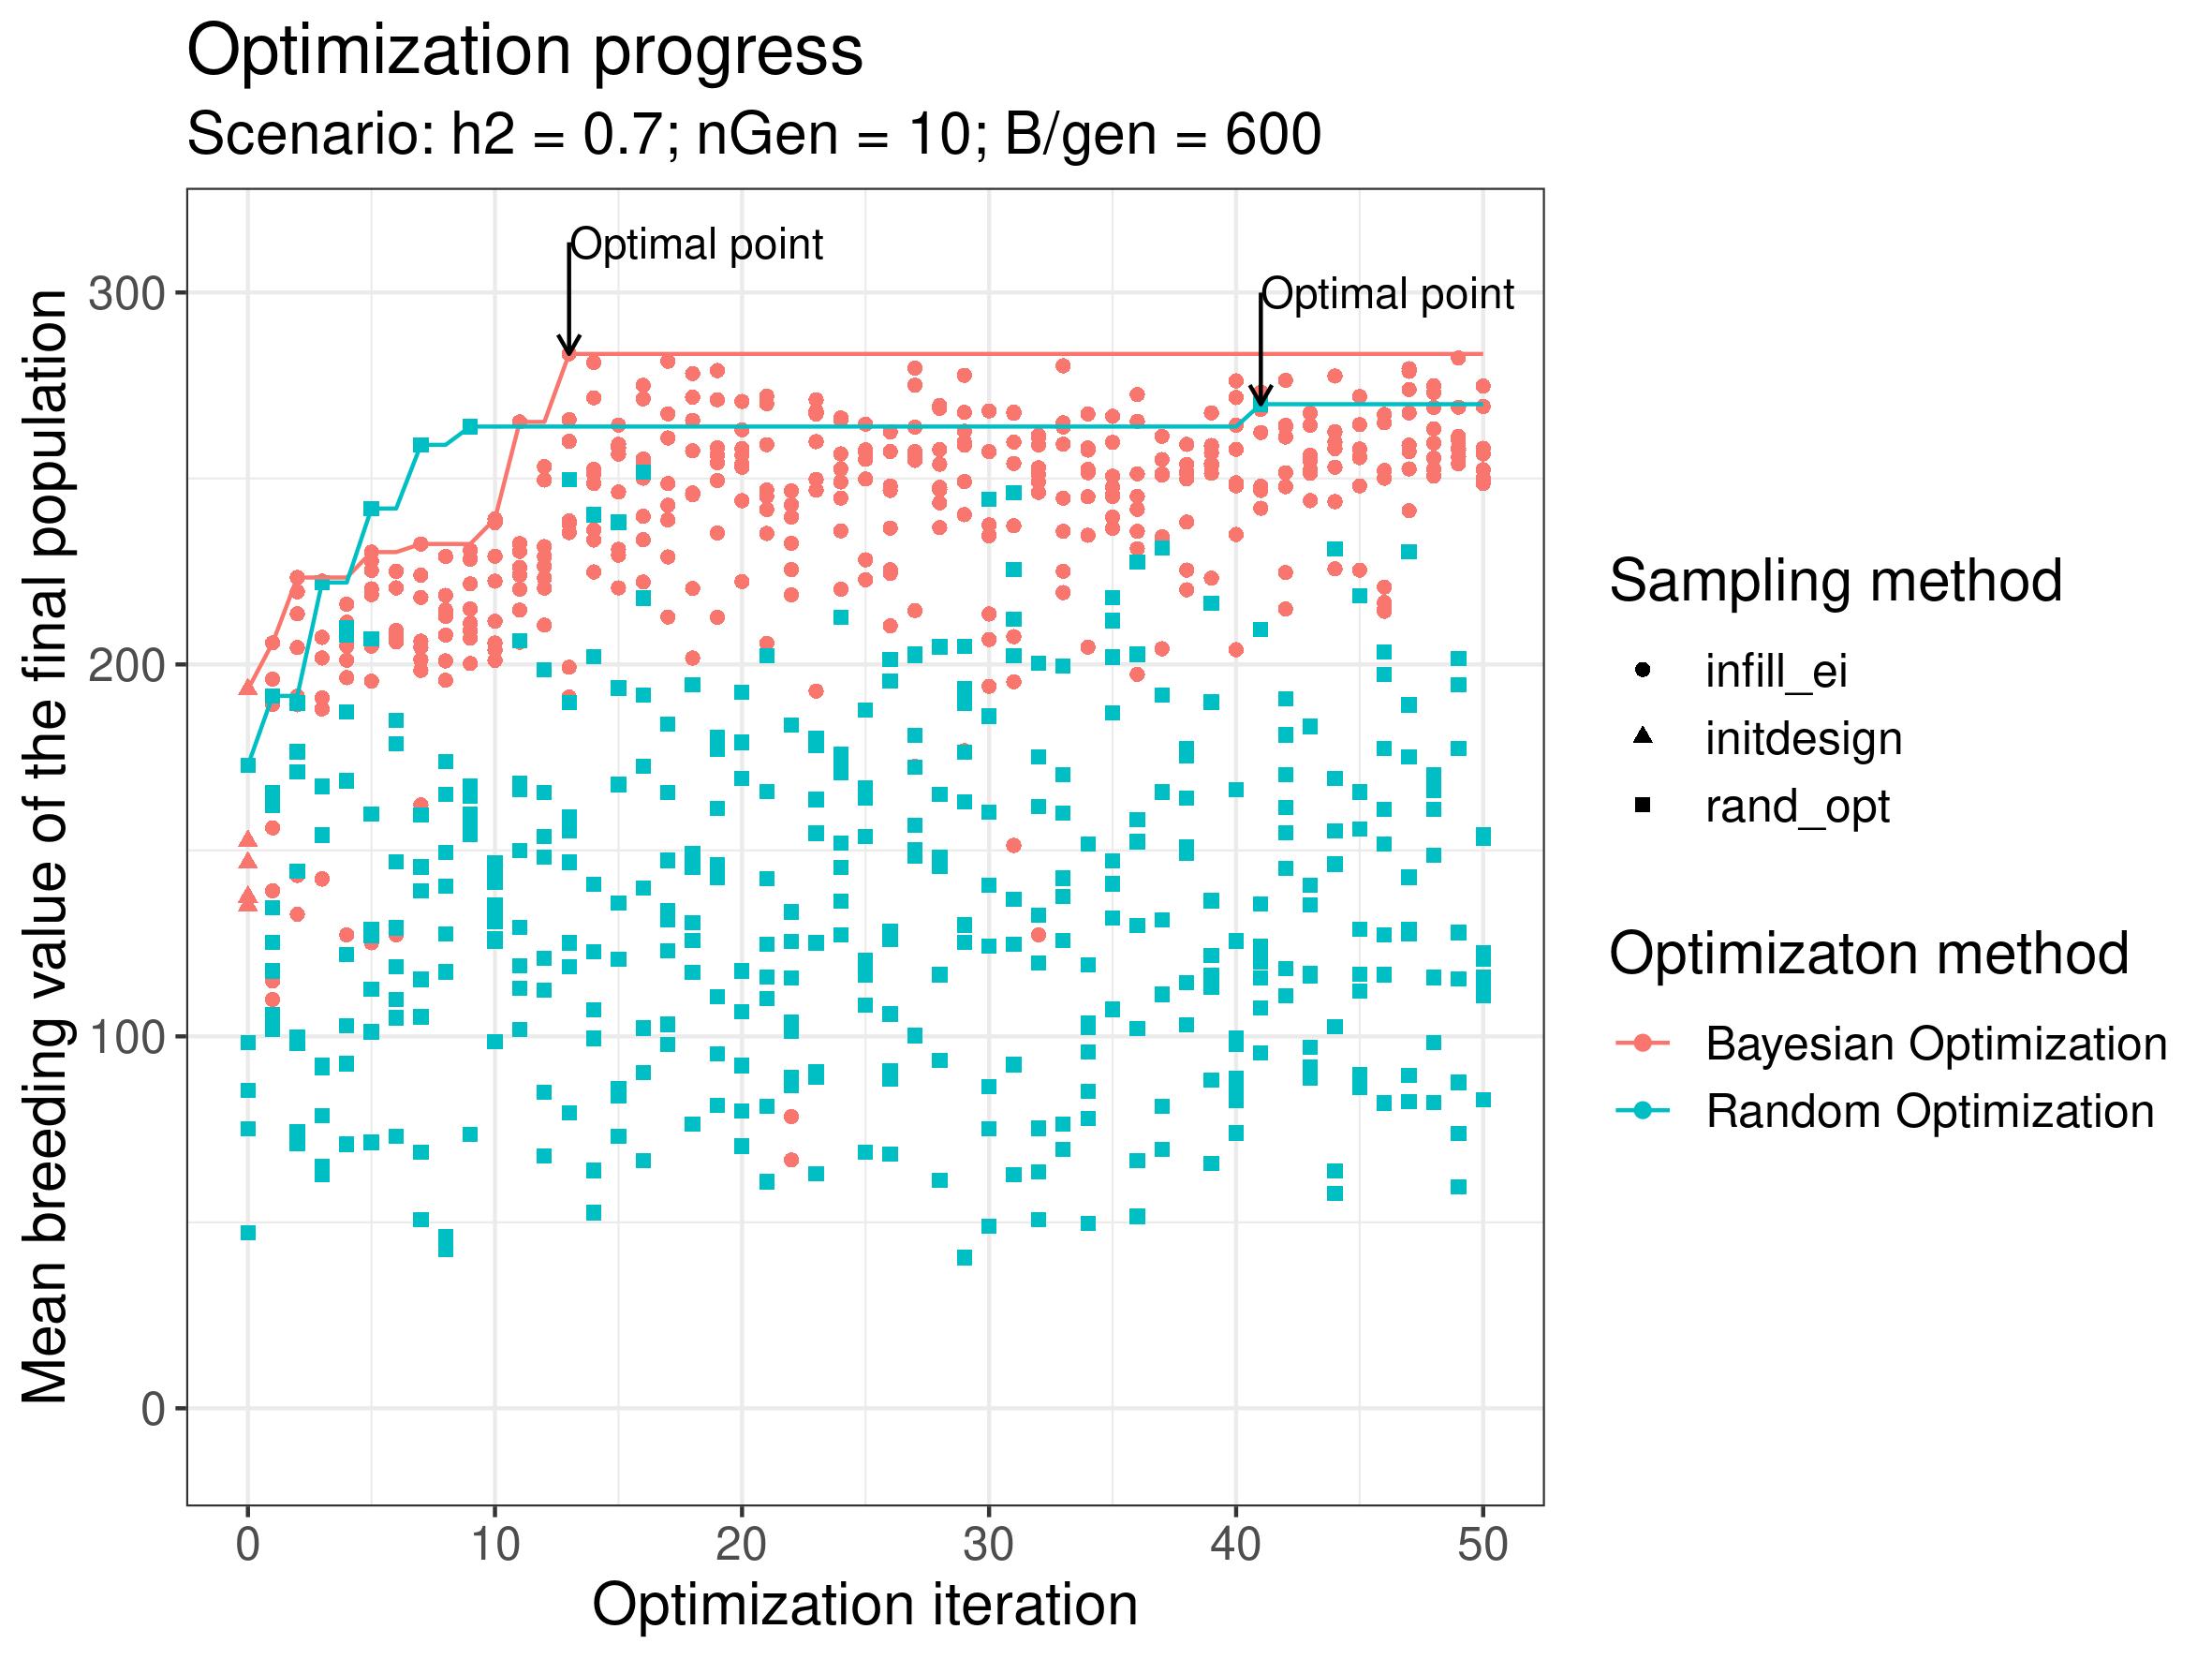 Optimization progress
Scenario: h2 = 0.7; nGen = 10; B/gen = 600
Mean breeding value of the final population
300
200
100
0
Optimal point
Optimal point
0 10 20 30 40 50
Optimization iteration
Sampling method
infill_ei
initdesign
rand_opt
Optimizaton method
Bayesian Optimization
Random Optimization